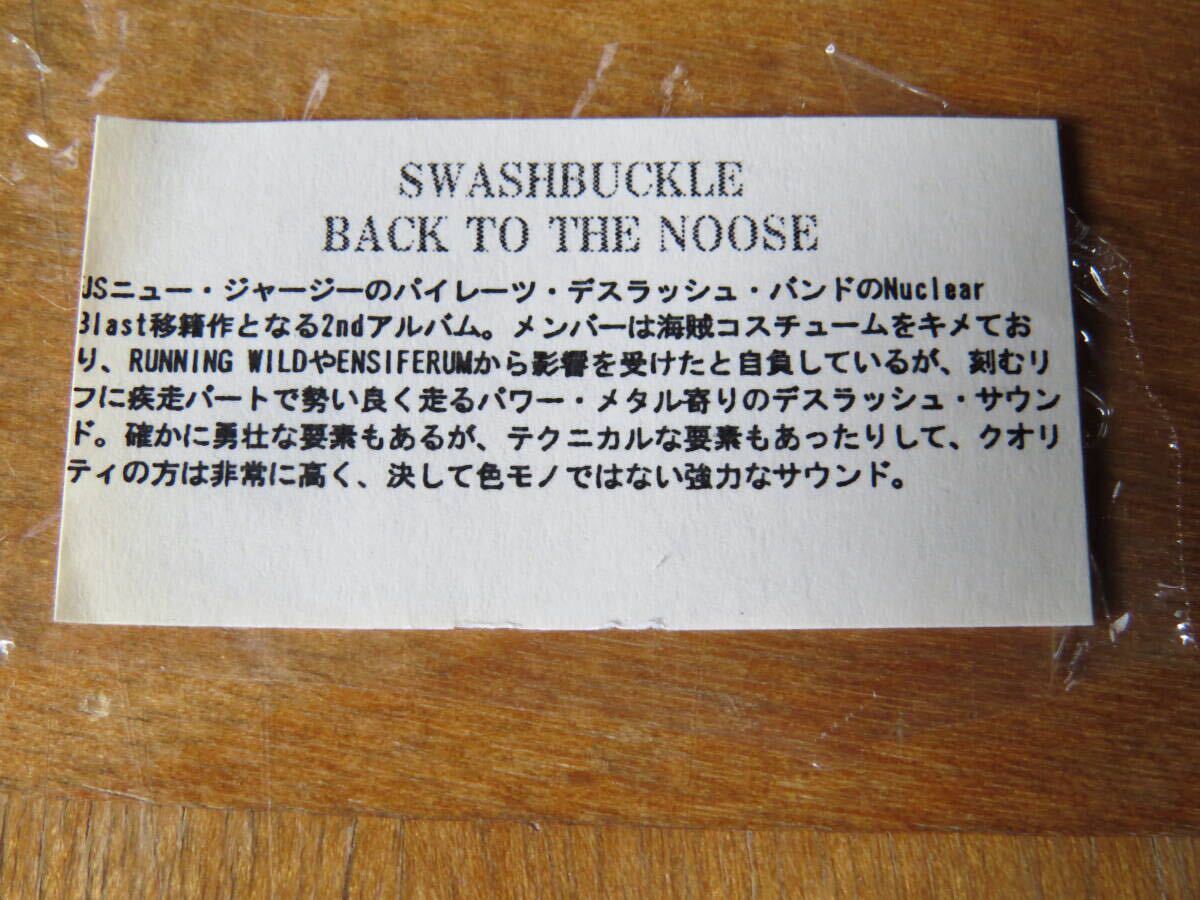 SWASHBUCKLE
BACK TO THE NOOSE
USニュー・ジャージーのパイレーツ・デスラッシュ・バンドのNuclear
Blast移籍作となる2ndアルバム。メンバーは海賊コスチュームをキメてお
り、RUNNING WILDやENSIFERUMから影響を受けたと自負しているが、刻むリ
フに疾走パートで勢い良く走るパワー・メタル寄りのデスラッシュ・サウン
ド。確かに勇壮な要素もあるが、テクニカルな要素もあったりして、クオリ
ティの方は非常に高く、決して色モノではない強力なサウンド。